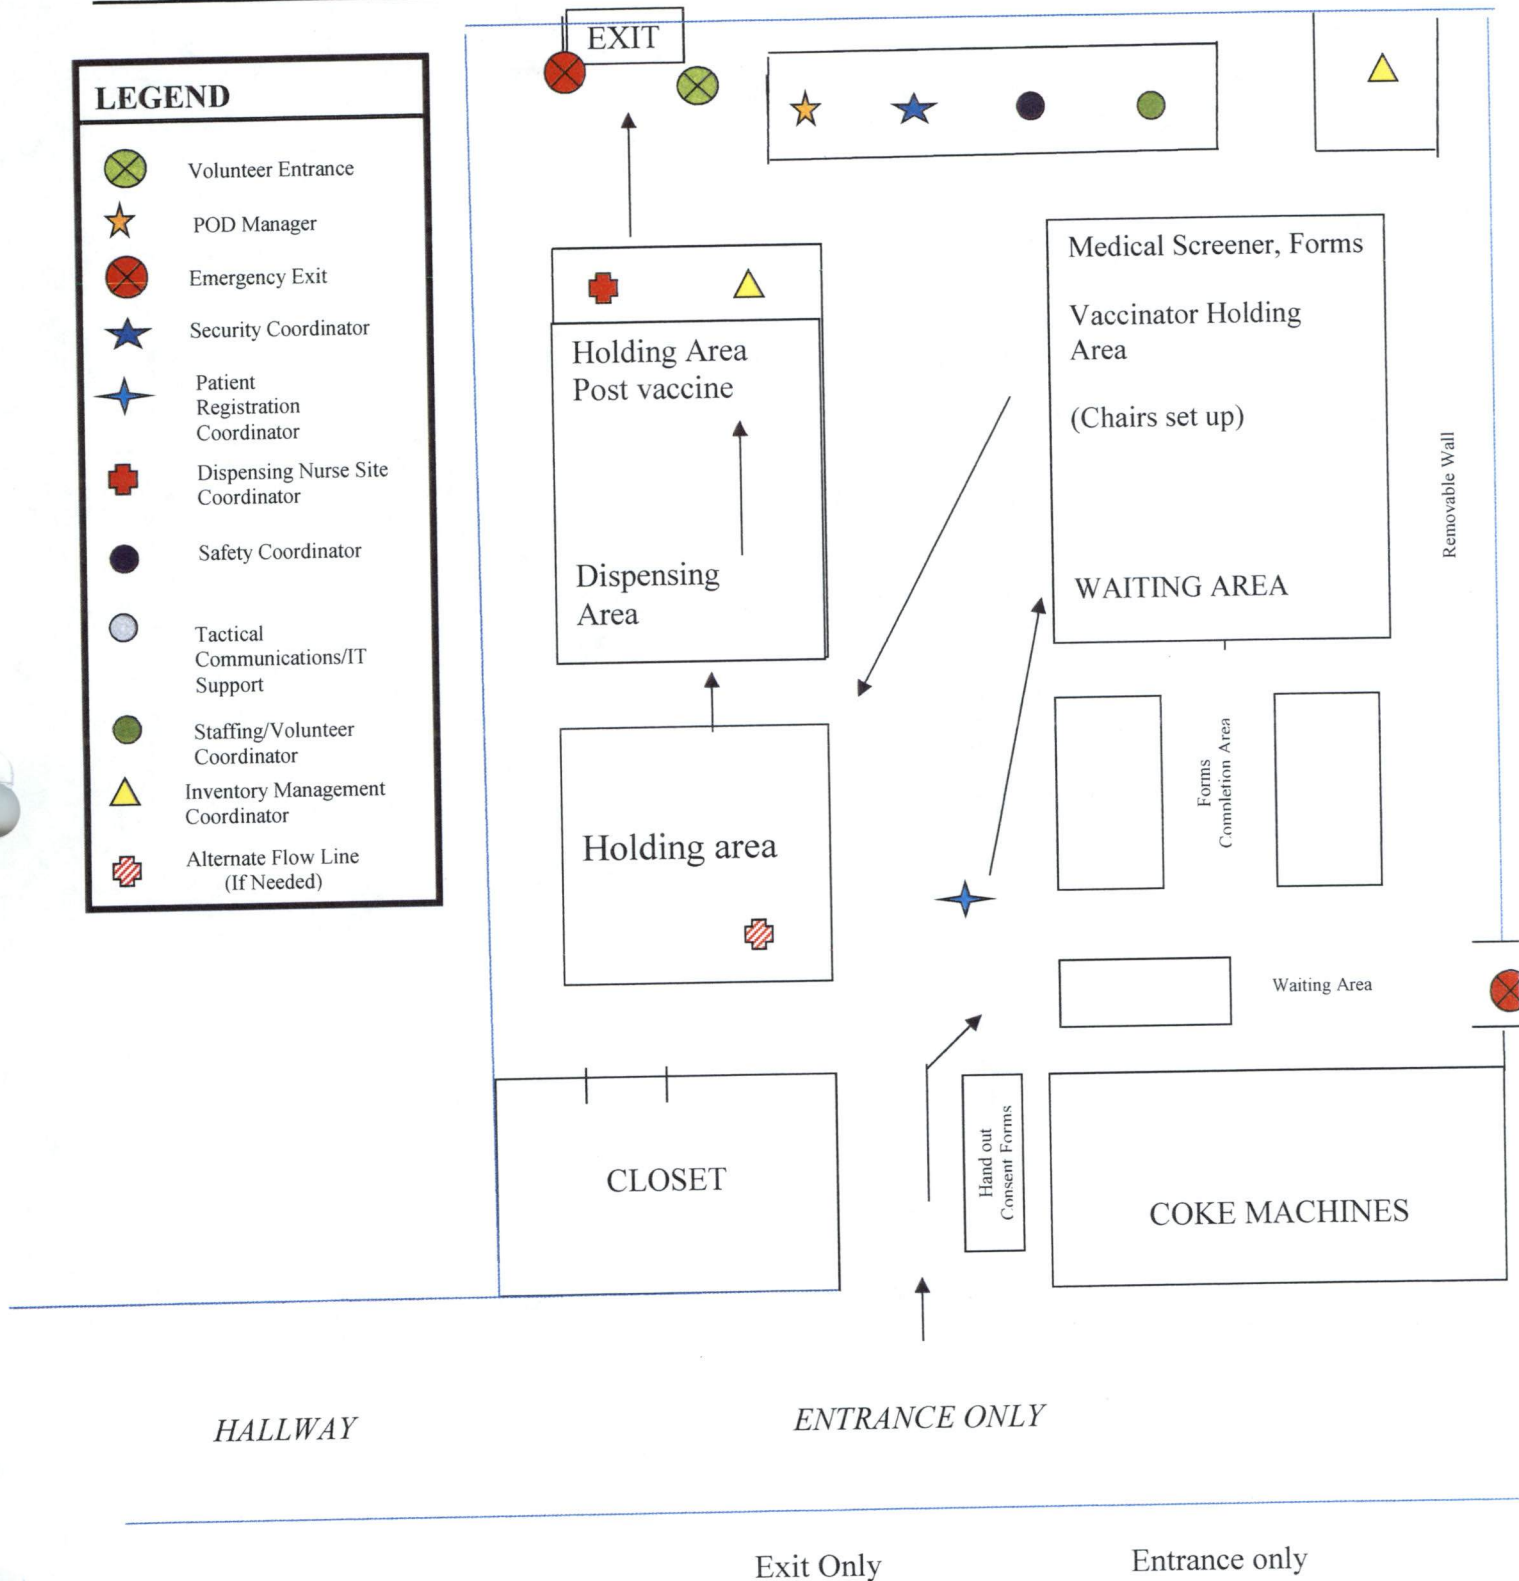 LEGEND
Volunteer Entrance
POD Manager
Emergency Exit
Security Coordinator
Patient
Registration
Coordinator
Dispensing Nurse Site
Coordinator
Safety Coordinator
Tactical
Communications/IT
Support
Staffing/Volunteer
Coordinator
Inventory Management
Coordinator
Alternate Flow Line
(If Needed)
EXIT
Holding Area
Post vaccine
Dispensing
Area
Medical Screener, Forms
Vaccinator Holding
Area
(Chairs set up)
WAITING AREA
Removable Wall
Forms
Completion Area
Holding area
Waiting Area
CLOSET
Hand out
Consent Forms
COKE MACHINES
HALLWAY
ENTRANCE ONLY
Exit Only
Entrance only